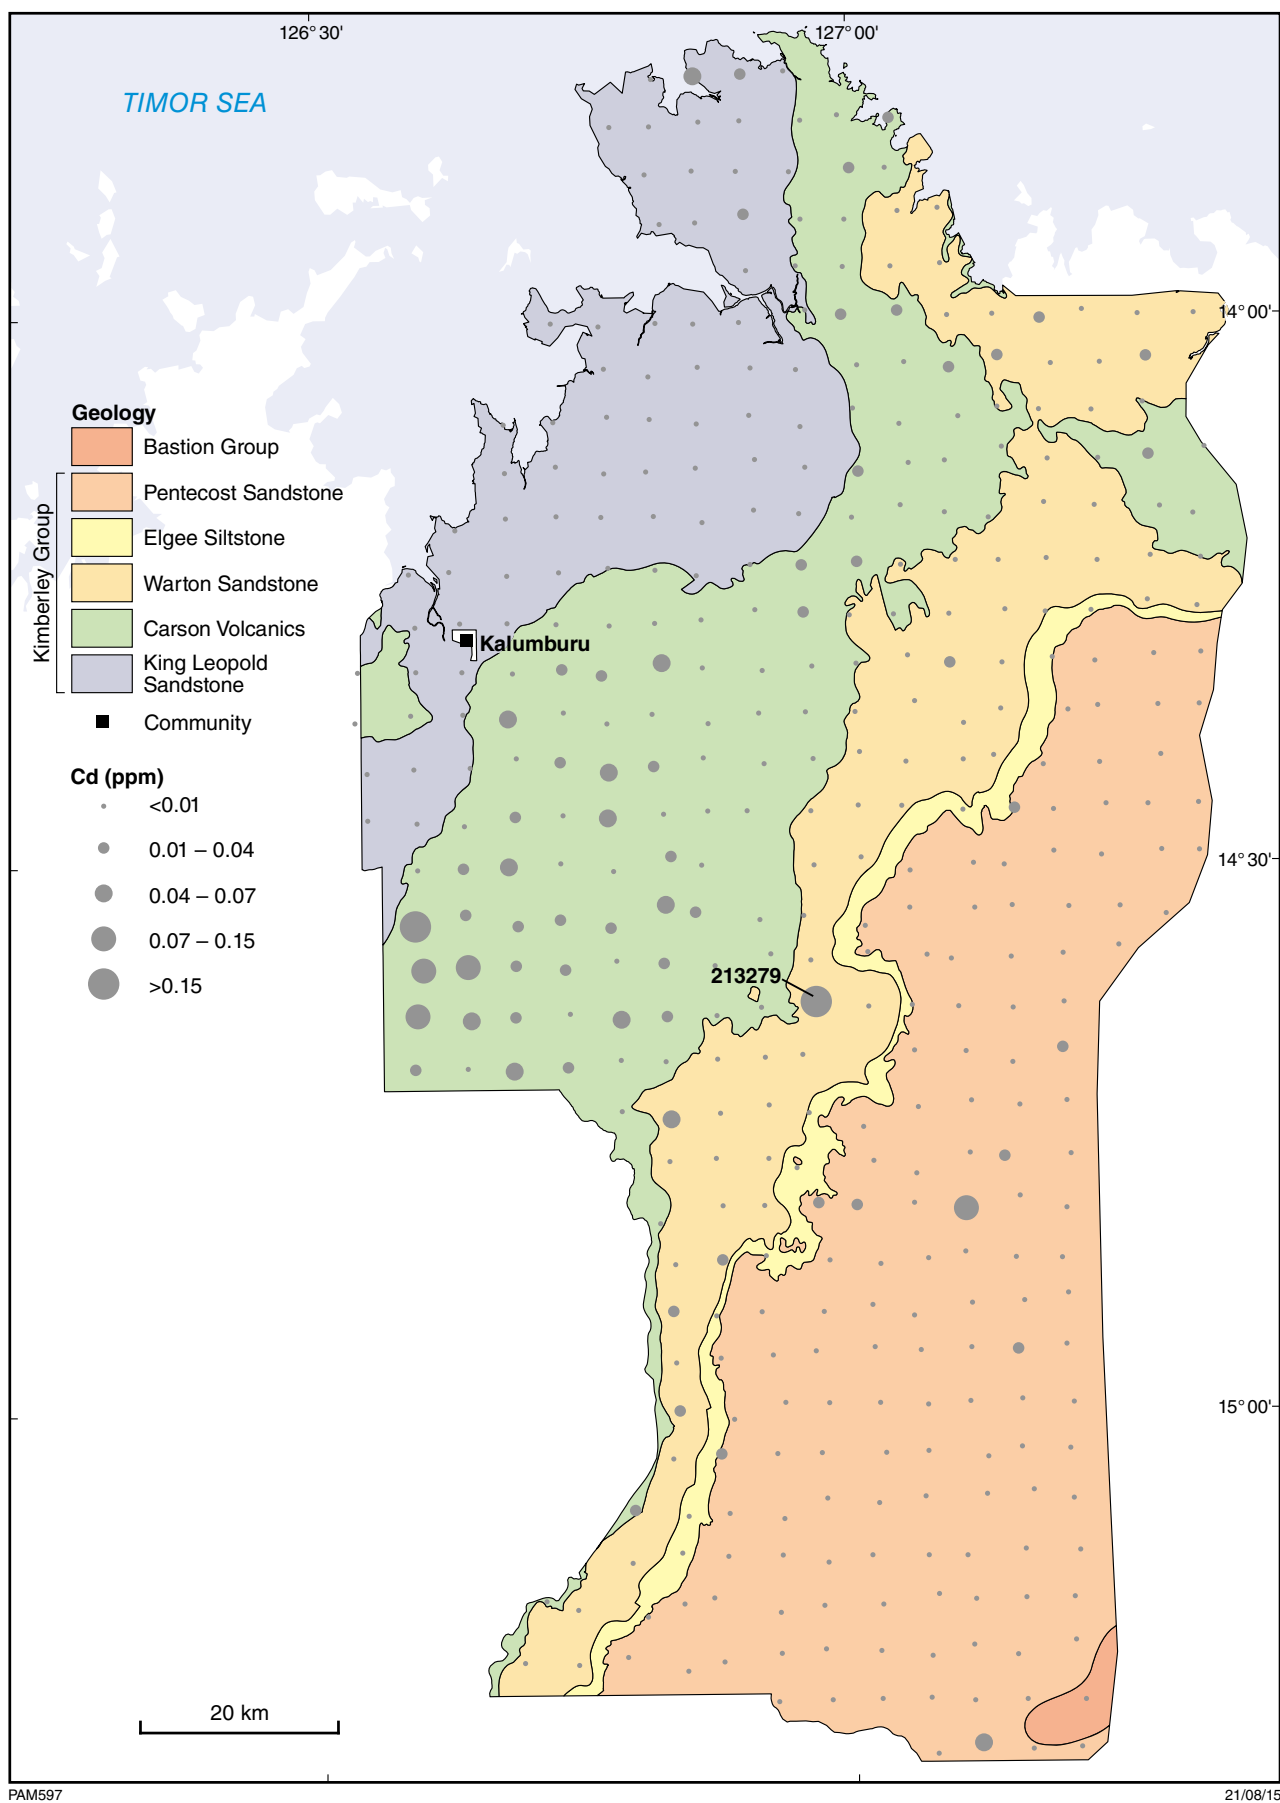 126°30'
127°00'
TIMOR SEA
14°00'
Geology
Bastion Group
Pentecost Sandstone
Elgee Siltstone
Warton Sandstone
Carson Volcanics
King Leopold
Sandstone
Kimberley Group
Community
Kalumburu
Cd (ppm)
<0.01
0.01 – 0.04
0.04 – 0.07
0.07 – 0.15
>0.15
14°30'
213279
15°00'
20 km
PAM597
21/08/15